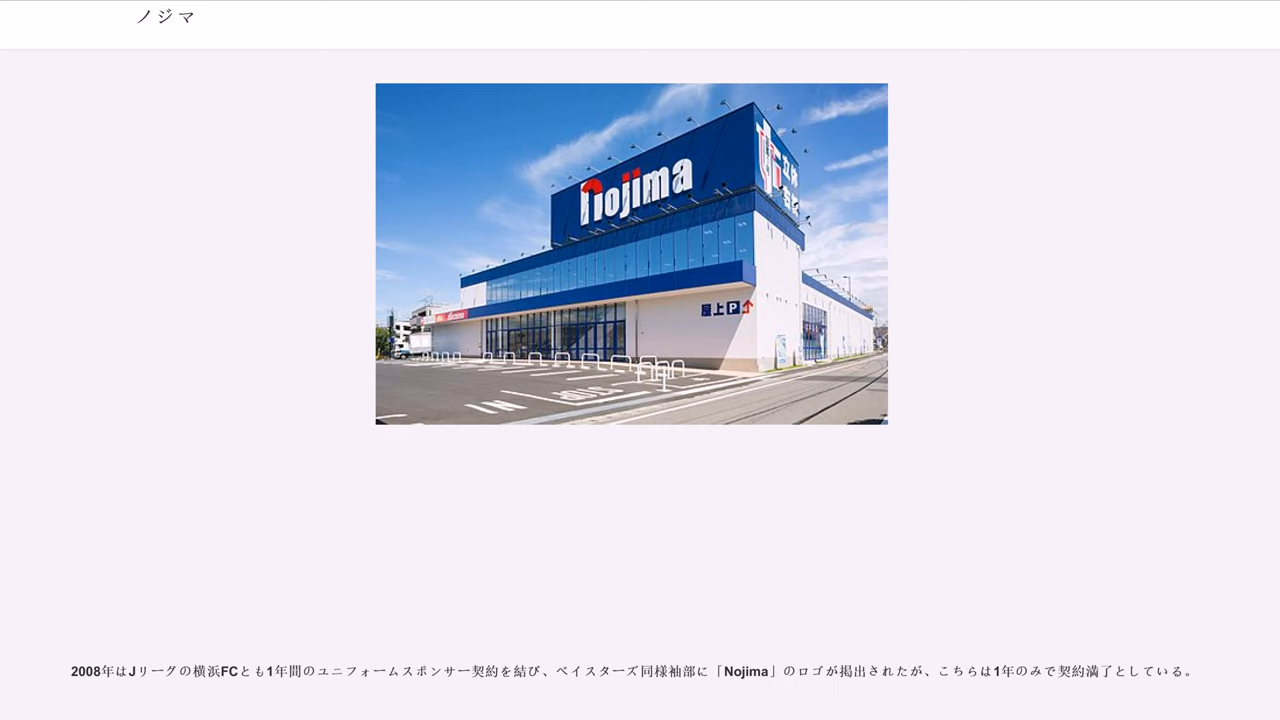 ノジマ
nojima
屋上P
docomo
STOP
IN
2008年はJリーグの横浜FCとも1年間のユニフォームスポンサー契約を結び、ベイスターズ同様袖部に「Nojima」のロゴが掲出されたが、こちらは1年のみで契約満了としている。